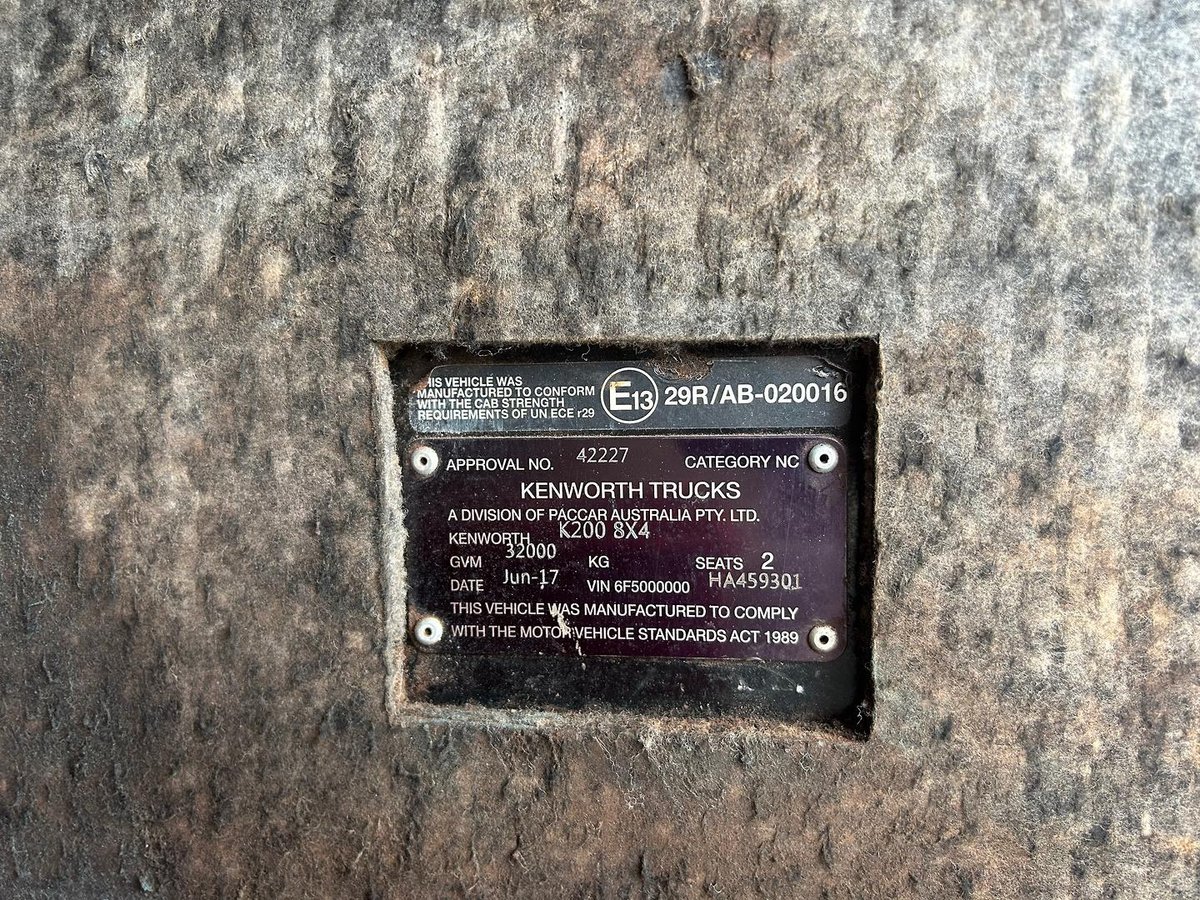 THIS VEHICLE WAS
MANUFACTURED TO CONFORM
WITH THE CAB STRENGTH
REQUIREMENTS OF UN ECE r29
E13 29R/AB-020016
APPROVAL NO. 42227 CATEGORY NC
KENWORTH TRUCKS
A DIVISION OF PACCAR AUSTRALIA PTY. LTD.
KENWORTH K200 8X4
GVM 32000 KG SEATS 2
DATE Jun-17 VIN 6F5000000 HA459301
THIS VEHICLE WAS MANUFACTURED TO COMPLY
WITH THE MOTOR VEHICLE STANDARDS ACT 1989